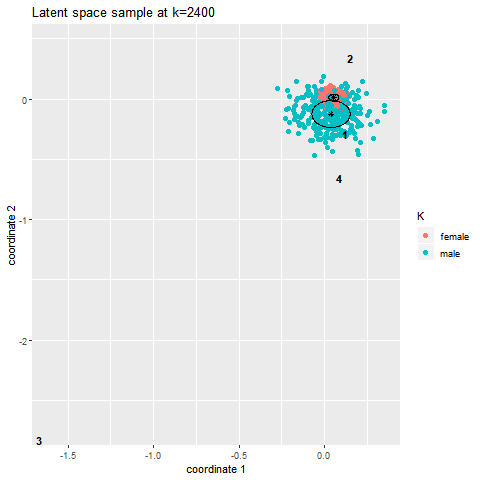 Latent space sample at k=2400
2
0
1
4
-1
-2
3
-1.5
-1.0
-0.5
0.0
coordinate 1
coordinate 2
K
female
male